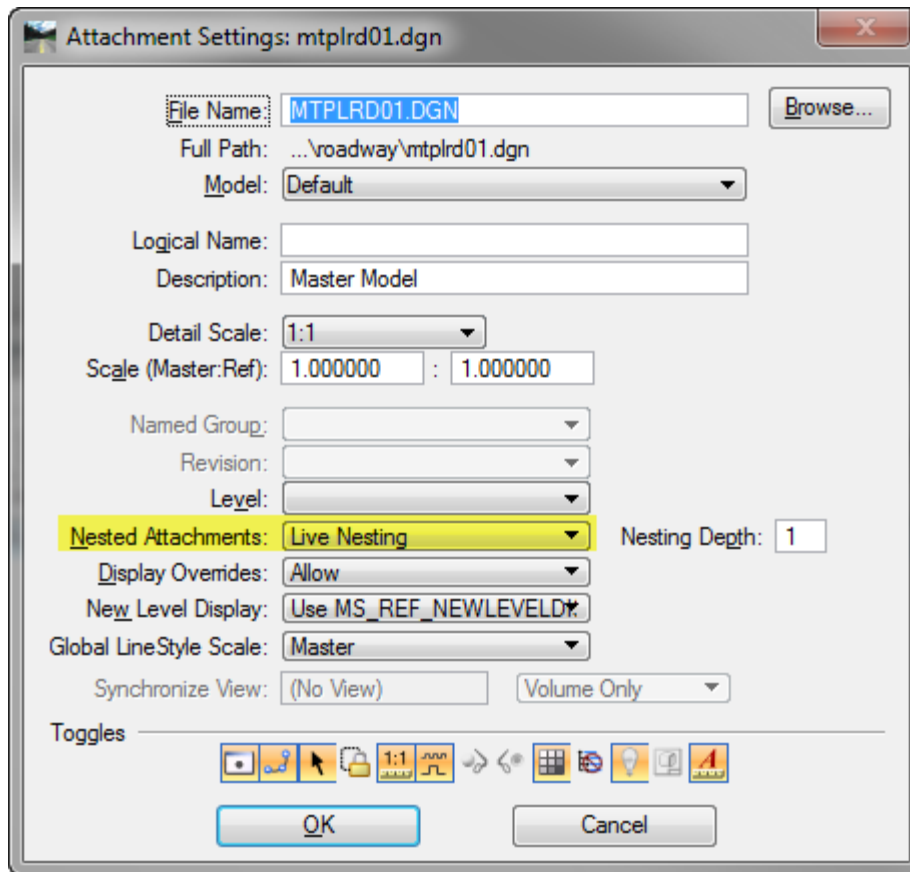 Attachment Settings: mtplrd01.dgn
File Name: MTPLRD01.DGN Browse...
Full Path: ...\roadway\mtplrd01.dgn
Model: Default
Logical Name:
Description: Master Model
Detail Scale: 1:1
Scale (Master:Ref): 1.000000 : 1.000000
Named Group:
Revision:
Level:
Nested Attachments: Live Nesting Nesting Depth: 1
Display Overrides: Allow
New Level Display: Use MS_REF_NEWLEVELDI
Global LineStyle Scale: Master
Synchronize View: (No View) Volume Only
Toggles
1:1 A
OK Cancel